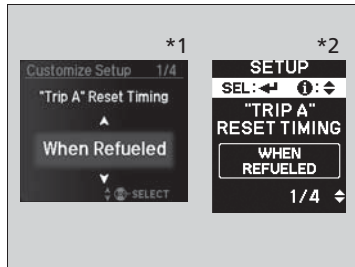 *1
*2
Customize Setup 1/4
"Trip A" Reset Timing
When Refueled
-SELECT
SETUP
SEL: :
"TRIP A"
RESET TIMING
WHEN
REFUELED
1/4